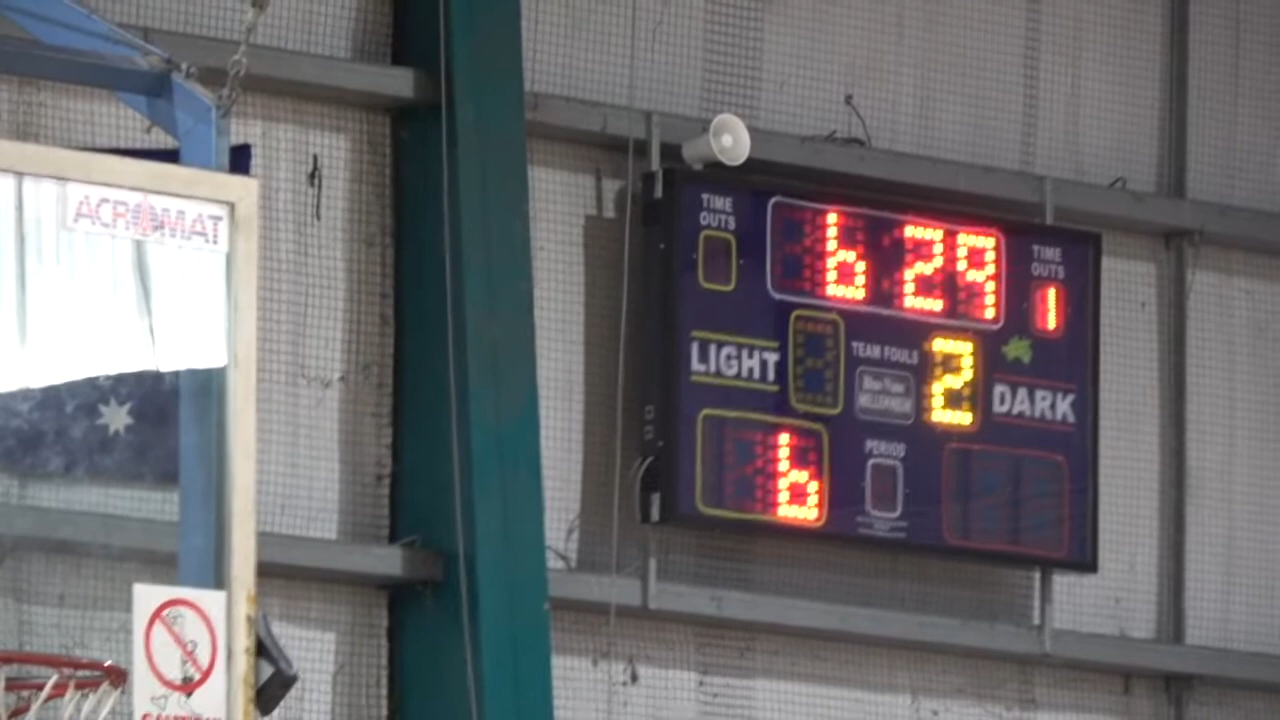 ACROMAT
TIME
OUTS
6 29
TIME
OUTS
1
LIGHT
TEAM FOULS
2
DARK
6
PERIOD